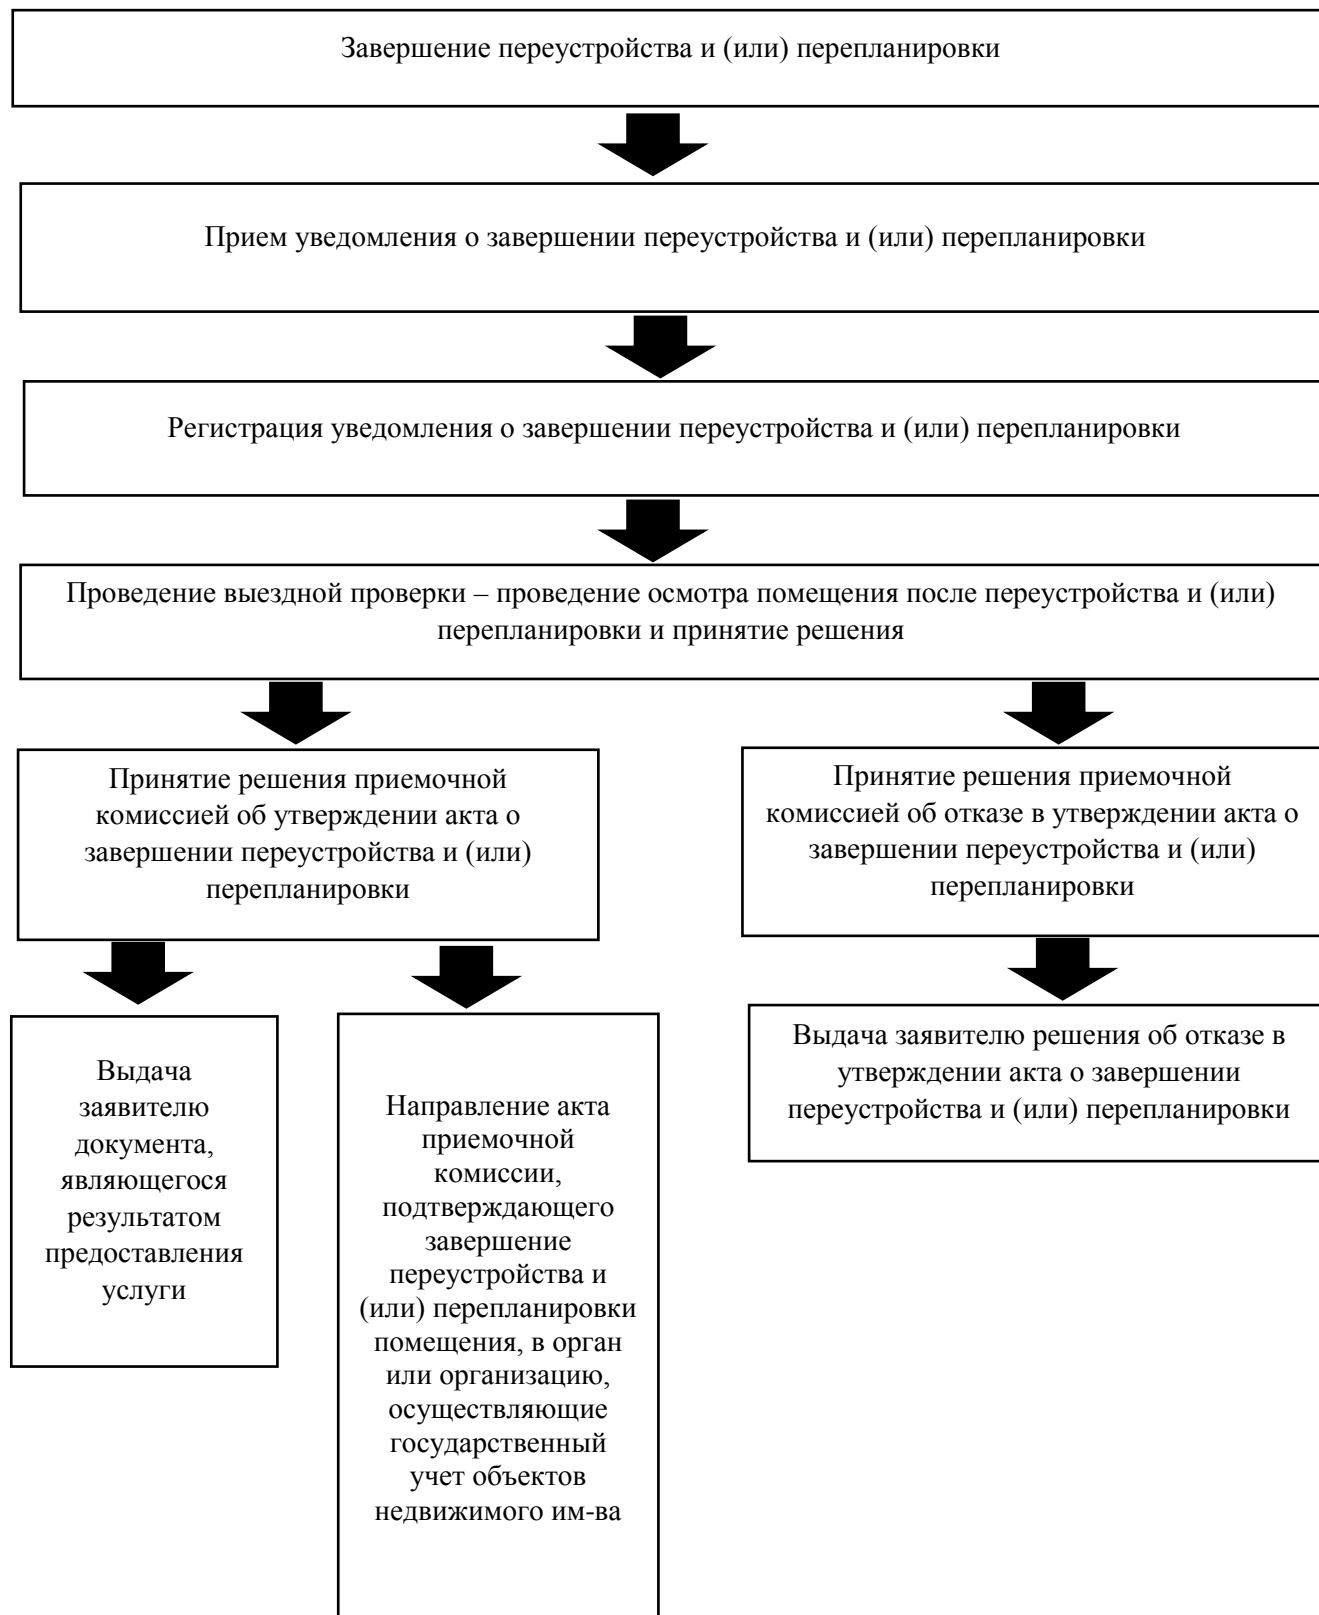 Завершение переустройства и (или) перепланировки
Прием уведомления о завершении переустройства и (или) перепланировки
Регистрация уведомления о завершении переустройства и (или) перепланировки
Проведение выездной проверки – проведение осмотра помещения после переустройства и (или)
перепланировки и принятие решения
Принятие решения приемочной
комиссией об утверждении акта о
завершении переустройства и (или)
перепланировки
Принятие решения приемочной
комиссией об отказе в утверждении акта о
завершении переустройства и (или)
перепланировки
Выдача
заявителю
документа,
являющегося
результатом
предоставления
услуги
Направление акта
приемочной
комиссии,
подтверждающего
завершение
переустройства и
(или) перепланировки
помещения, в орган
или организацию,
осуществляющие
государственный
учет объектов
недвижимого им-ва
Выдача заявителю решения об отказе в
утверждении акта о завершении
переустройства и (или) перепланировки